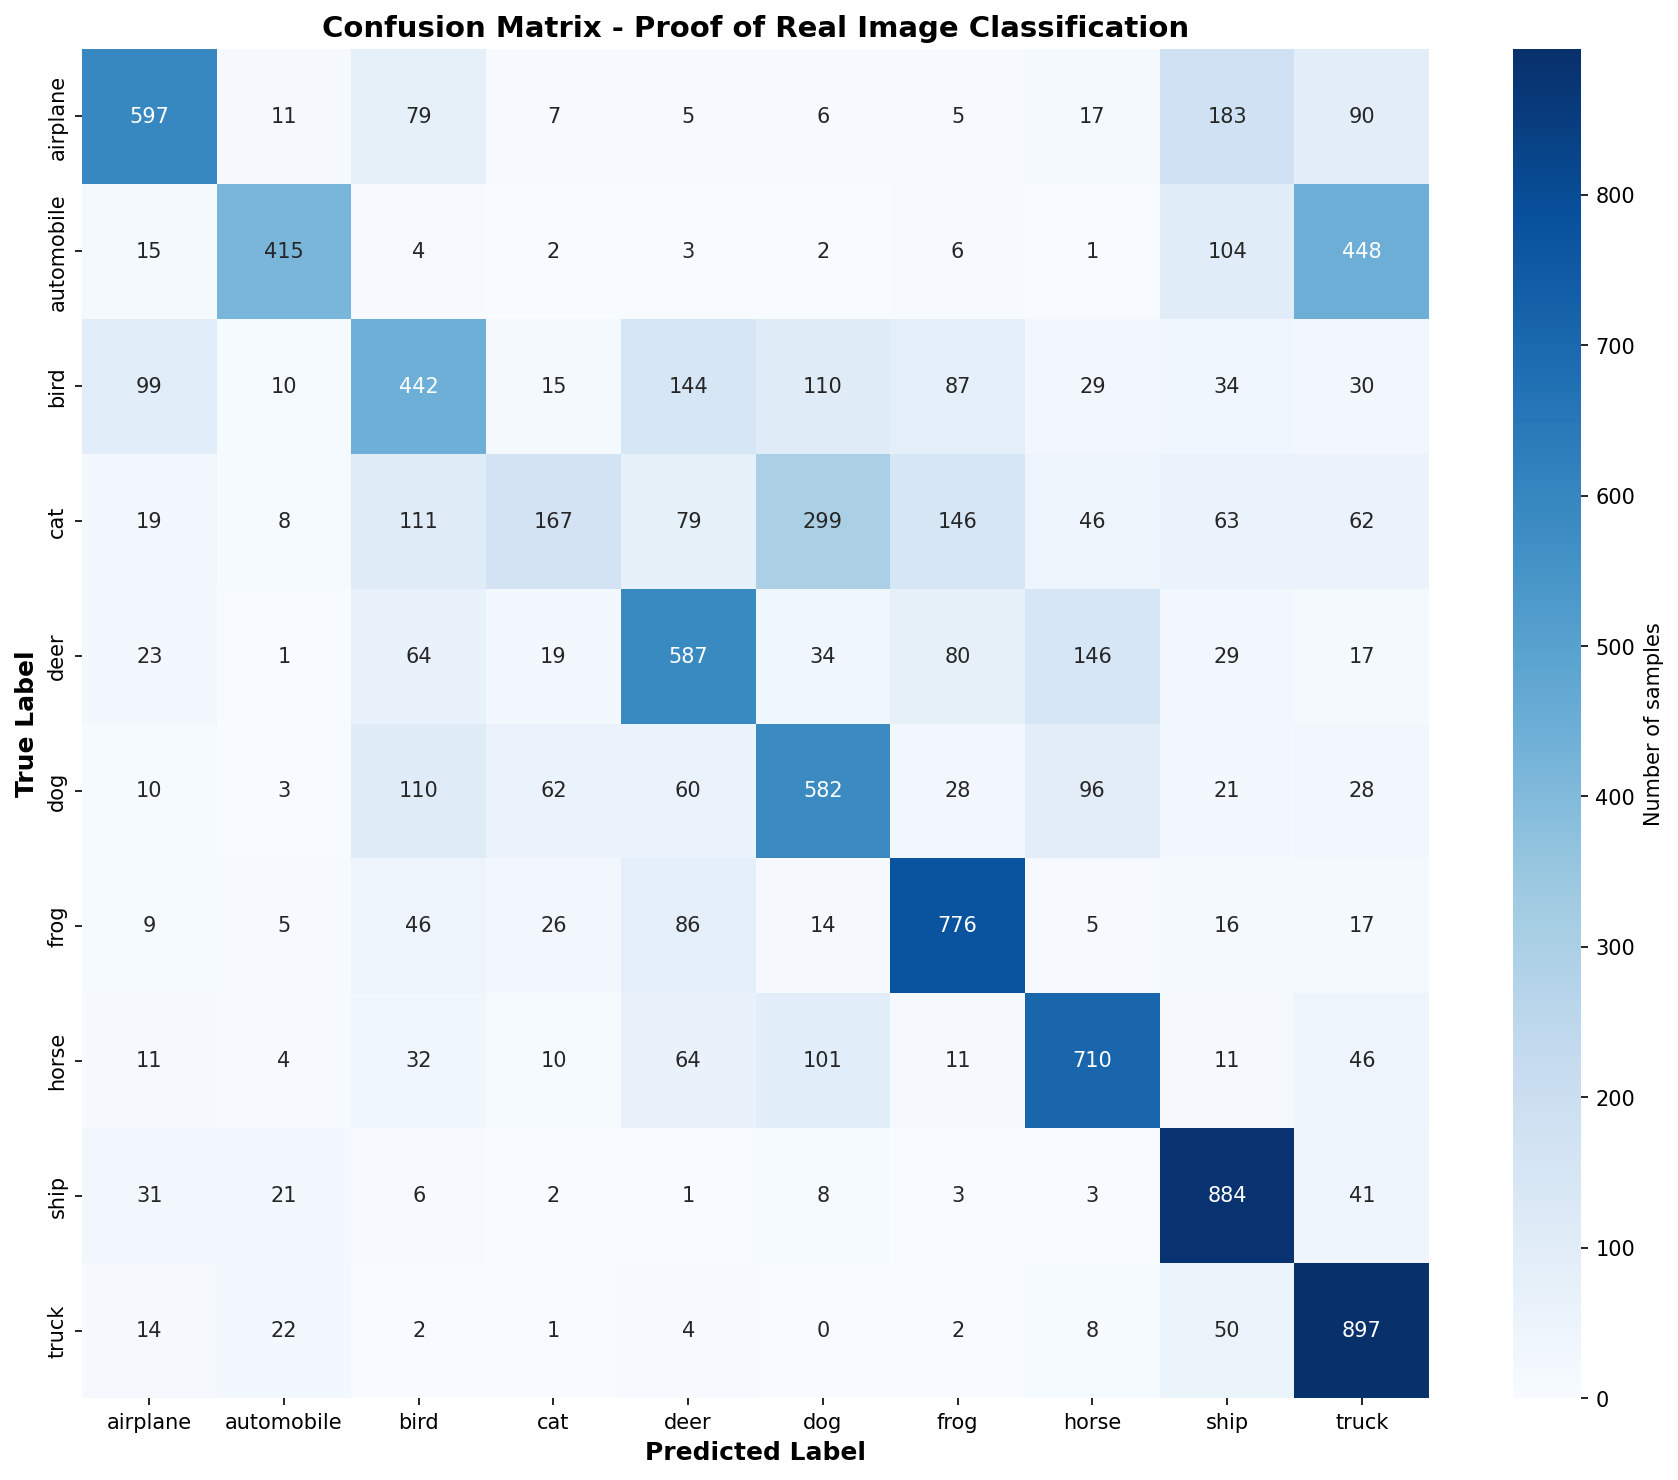 Confusion Matrix - Proof of Real Image Classification
airplane 597 11 79 7 5 6 5 17 183 90
automobile 15 415 4 2 3 2 6 1 104 448
bird 99 10 442 15 144 110 87 29 34 30
cat 19 8 111 167 79 299 146 46 63 62
deer 23 1 64 19 587 34 80 146 29 17
dog 10 3 110 62 60 582 28 96 21 28
frog 9 5 46 26 86 14 776 5 16 17
horse 11 4 32 10 64 101 11 710 11 46
ship 31 21 6 2 1 8 3 3 884 41
truck 14 22 2 1 4 0 2 8 50 897
airplane automobile bird cat deer dog frog horse ship truck
Predicted Label
True Label
800
700
600
500
400
300
200
100
0
Number of samples